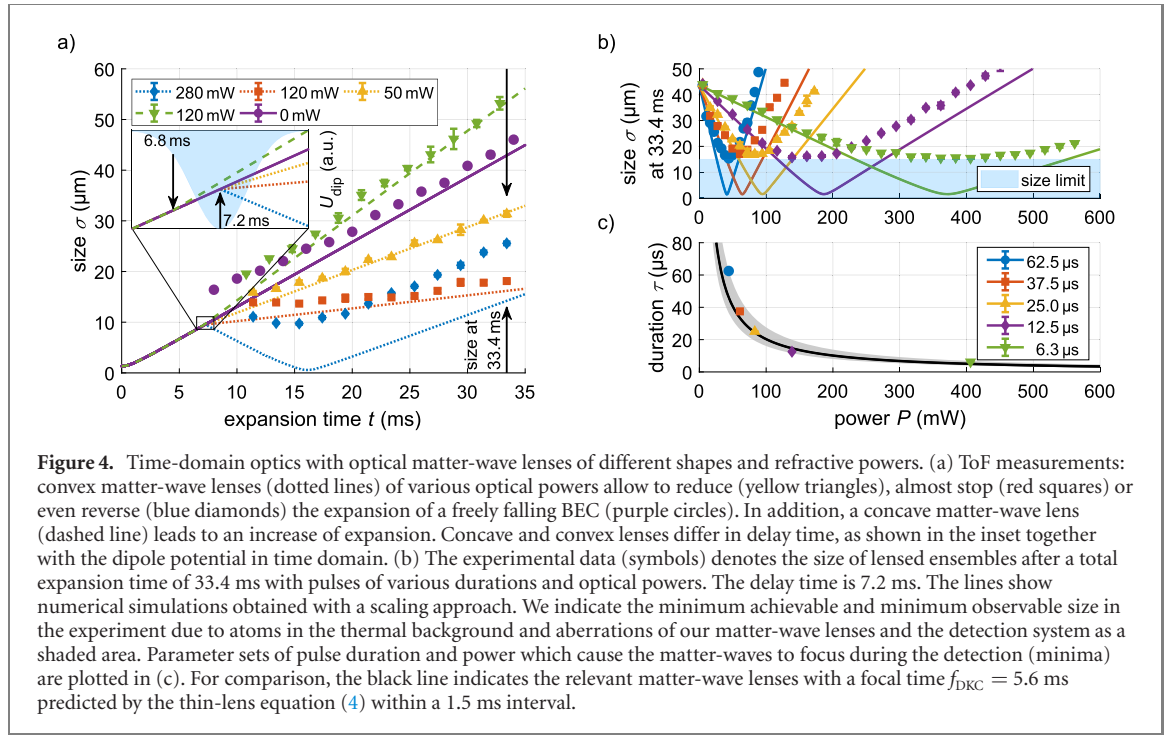 a)
60
50
40
30
20
10
0
size σ (µm)
280 mW
120 mW
50 mW
120 mW
0 mW
6.8 ms
7.2 ms
U_dip (a.u.)
size at
33.4 ms
0 5 10 15 20 25 30 35
expansion time t (ms)
b)
50
40
30
20
10
0
size σ (µm)
at 33.4 ms
size limit
0 100 200 300 400 500 600
c)
80
60
40
20
0
duration τ (µs)
62.5 µs
37.5 µs
25.0 µs
12.5 µs
6.3 µs
0 100 200 300 400 500 600
power P (mW)
Figure 4. Time-domain optics with optical matter-wave lenses of different shapes and refractive powers. (a) ToF measurements:
convex matter-wave lenses (dotted lines) of various optical powers allow to reduce (yellow triangles), almost stop (red squares) or
even reverse (blue diamonds) the expansion of a freely falling BEC (purple circles). In addition, a concave matter-wave lens
(dashed line) leads to an increase of expansion. Concave and convex lenses differ in delay time, as shown in the inset together
with the dipole potential in time domain. (b) The experimental data (symbols) denotes the size of lensed ensembles after a total
expansion time of 33.4 ms with pulses of various durations and optical powers. The delay time is 7.2 ms. The lines show
numerical simulations obtained with a scaling approach. We indicate the minimum achievable and minimum observable size in
the experiment due to atoms in the thermal background and aberrations of our matter-wave lenses and the detection system as a
shaded area. Parameter sets of pulse duration and power which cause the matter-waves to focus during the detection (minima)
are plotted in (c). For comparison, the black line indicates the relevant matter-wave lenses with a focal time f_DKC = 5.6 ms
predicted by the thin-lens equation (4) within a 1.5 ms interval.